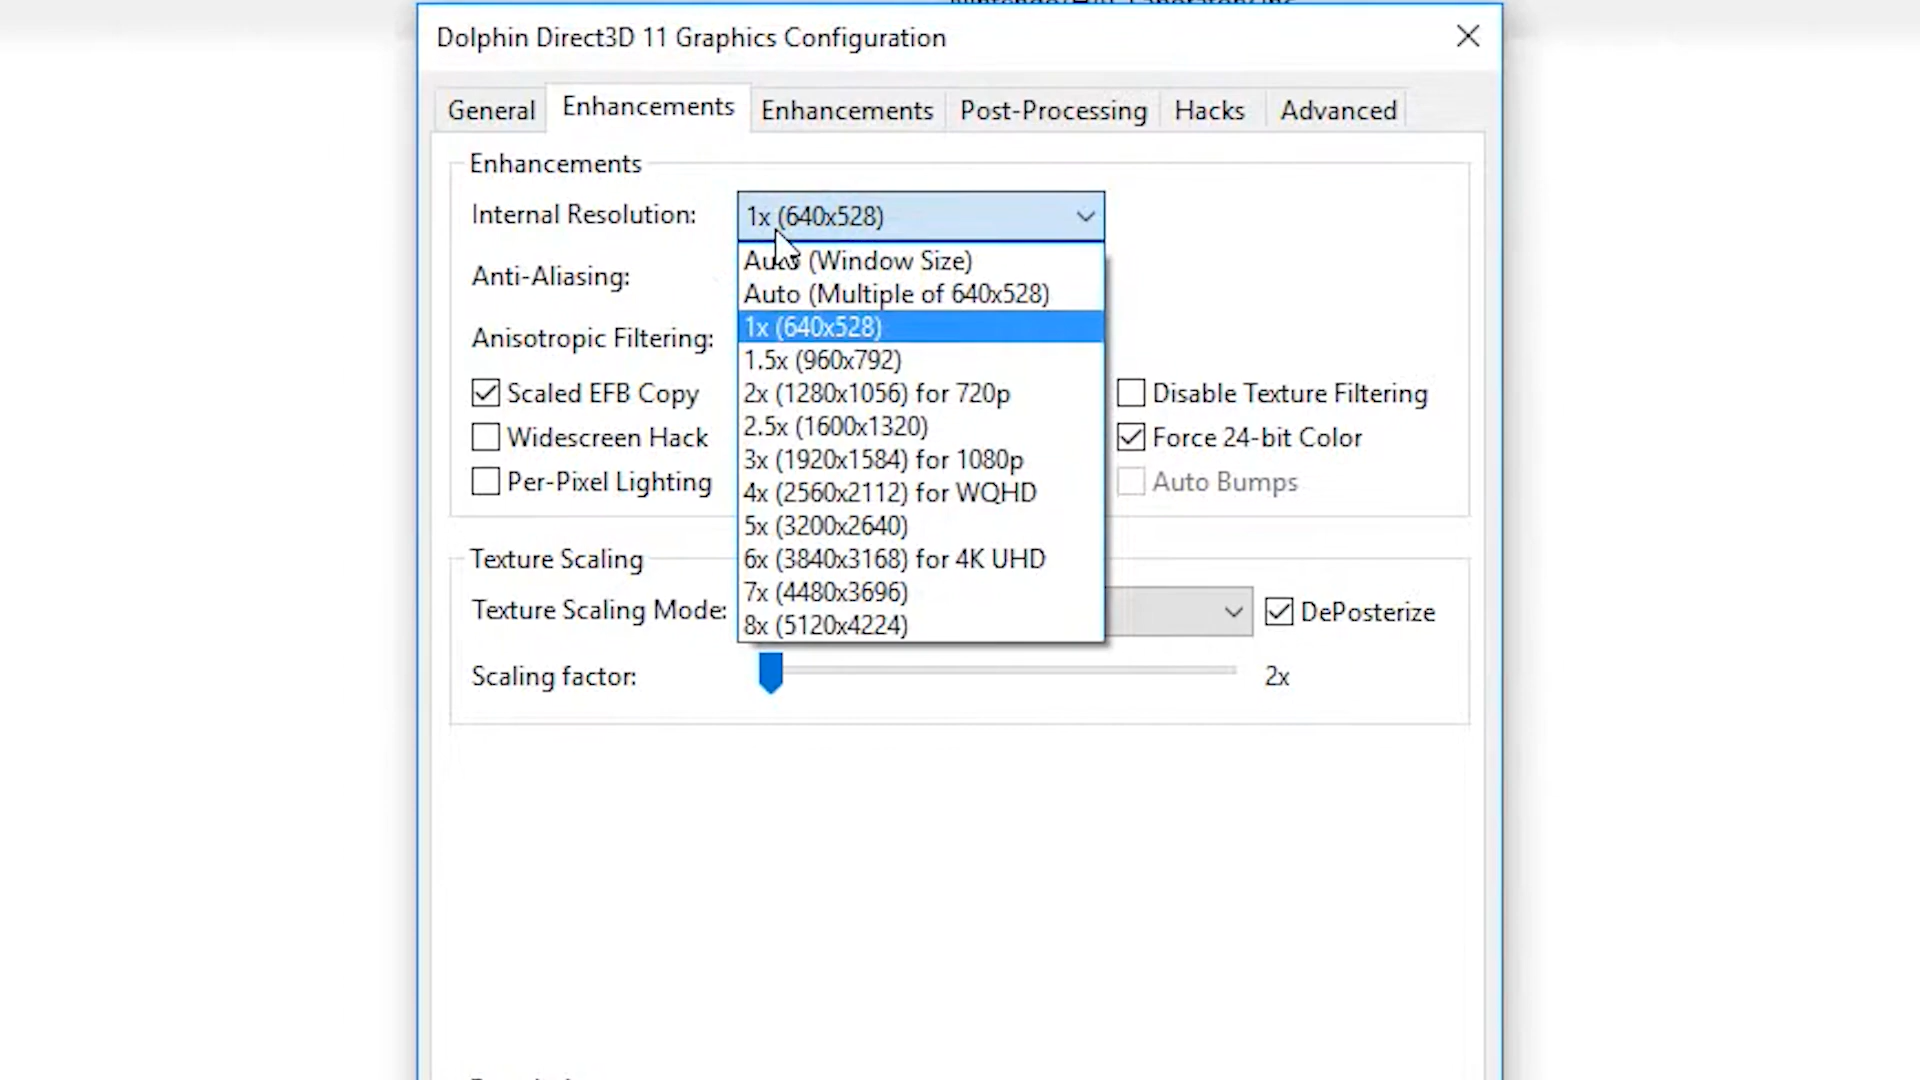 Dolphin Direct3D 11 Graphics Configuration
General Enhancements Enhancements Post-Processing Hacks Advanced
Enhancements
Internal Resolution: 1x (640x528)
Auto (Window Size)
Anti-Aliasing:
Auto (Multiple of 640x528)
1x (640x528)
Anisotropic Filtering:
1.5x (960x792)
Scaled EFB Copy 2x (1280x1056) for 720p Disable Texture Filtering
2.5x (1600x1320)
Widescreen Hack Force 24-bit Color
3x (1920x1584) for 1080p
Per-Pixel Lighting 4x (2560x2112) for WQHD Auto Bumps
5x (3200x2640)
Texture Scaling 6x (3840x3168) for 4K UHD
7x (4480x3696)
Texture Scaling Mode: DePosterize
8x (5120x4224)
Scaling factor: 2x